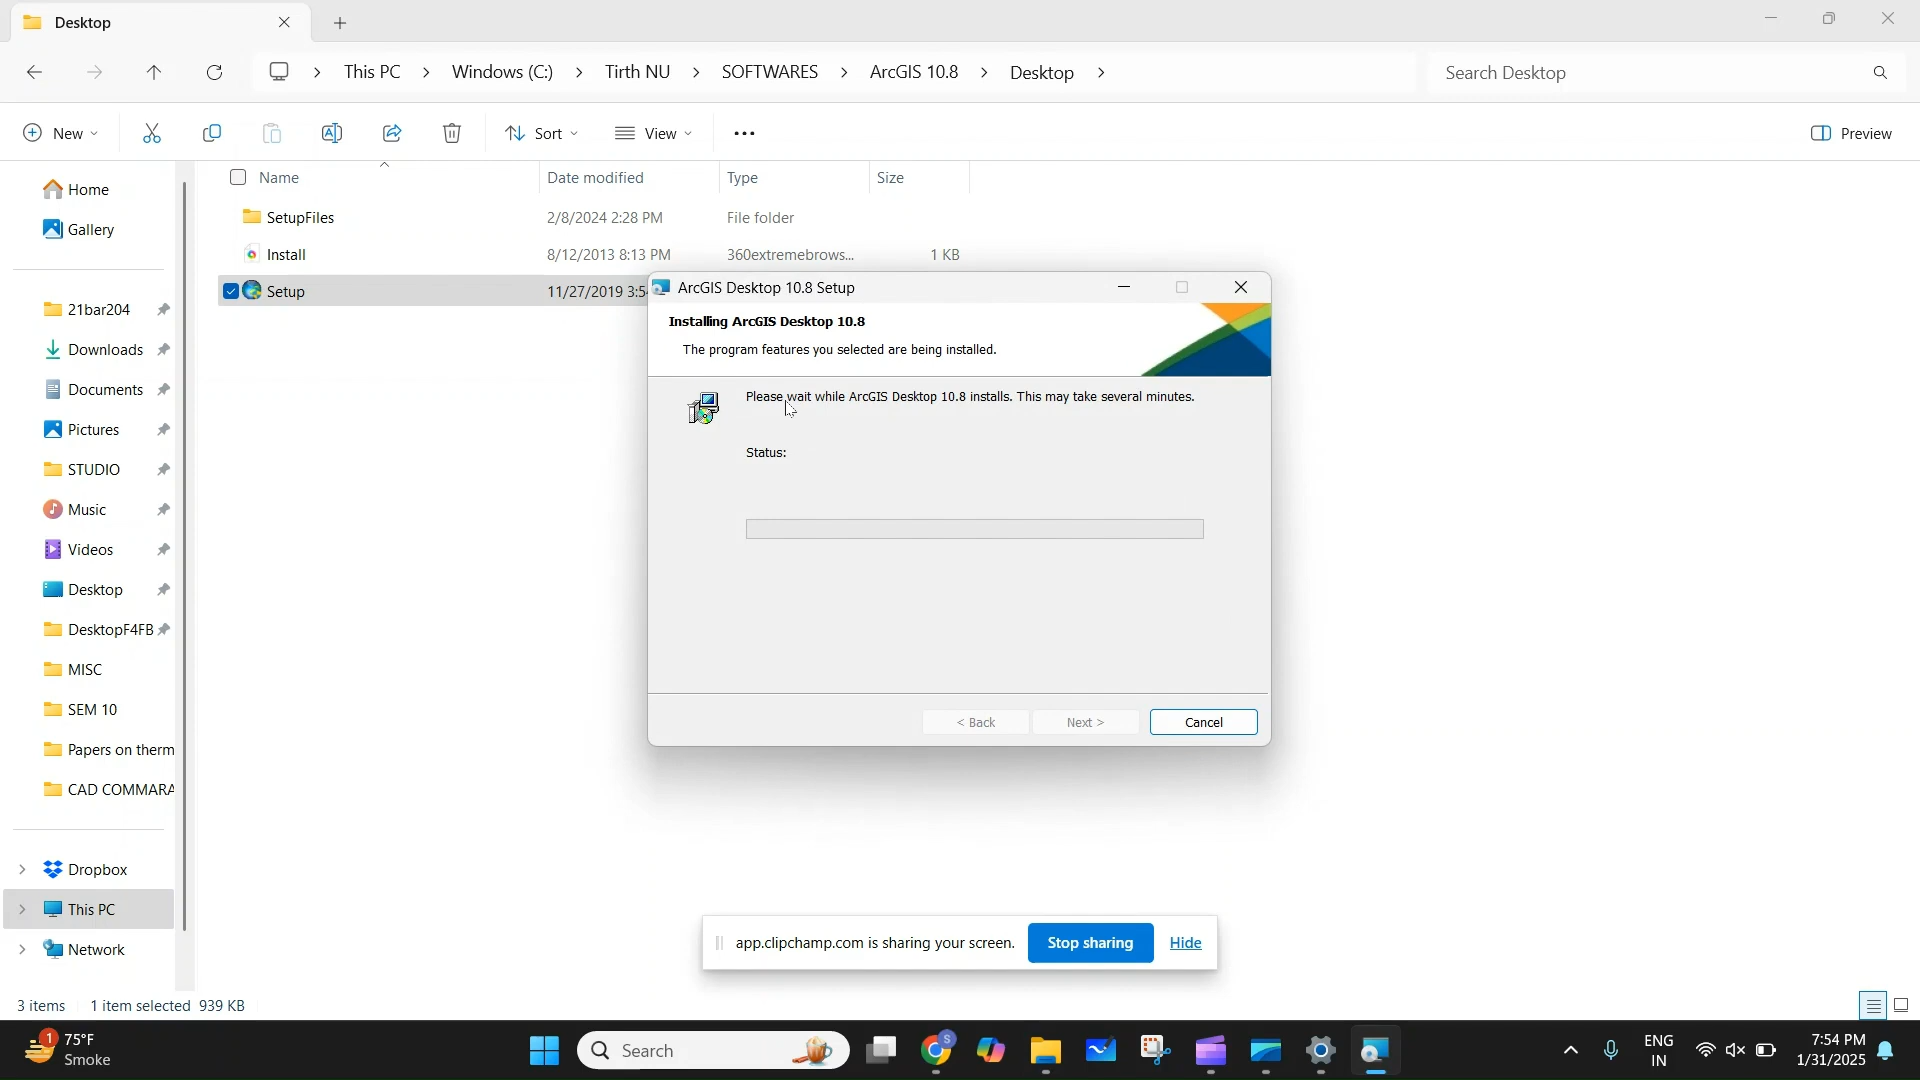 Desktop
This PC > Windows (C:) > Tirth NU > SOFTWARES > ArcGIS 10.8 > Desktop >
Search Desktop
New
Sort
View
Preview
Name
Date modified
Type
Size
SetupFiles
2/8/2024 2:28 PM
File folder
Install
8/12/2013 8:13 PM
360extremebrows...
1 KB
Setup
11/27/2019 3:5
Home
Gallery
21bar204
Downloads
Documents
Pictures
STUDIO
Music
Videos
Desktop
DesktopF4FB
MISC
SEM 10
Papers on therm
CAD COMMARA
Dropbox
This PC
Network
ArcGIS Desktop 10.8 Setup
Installing ArcGIS Desktop 10.8
The program features you selected are being installed.
Please wait while ArcGIS Desktop 10.8 installs. This may take several minutes.
Status:
< Back
Next >
Cancel
app.clipchamp.com is sharing your screen.
Stop sharing
Hide
3 items
1 item selected 939 KB
1
75°F
Smoke
Search
S
ENG
IN
7:54 PM
1/31/2025